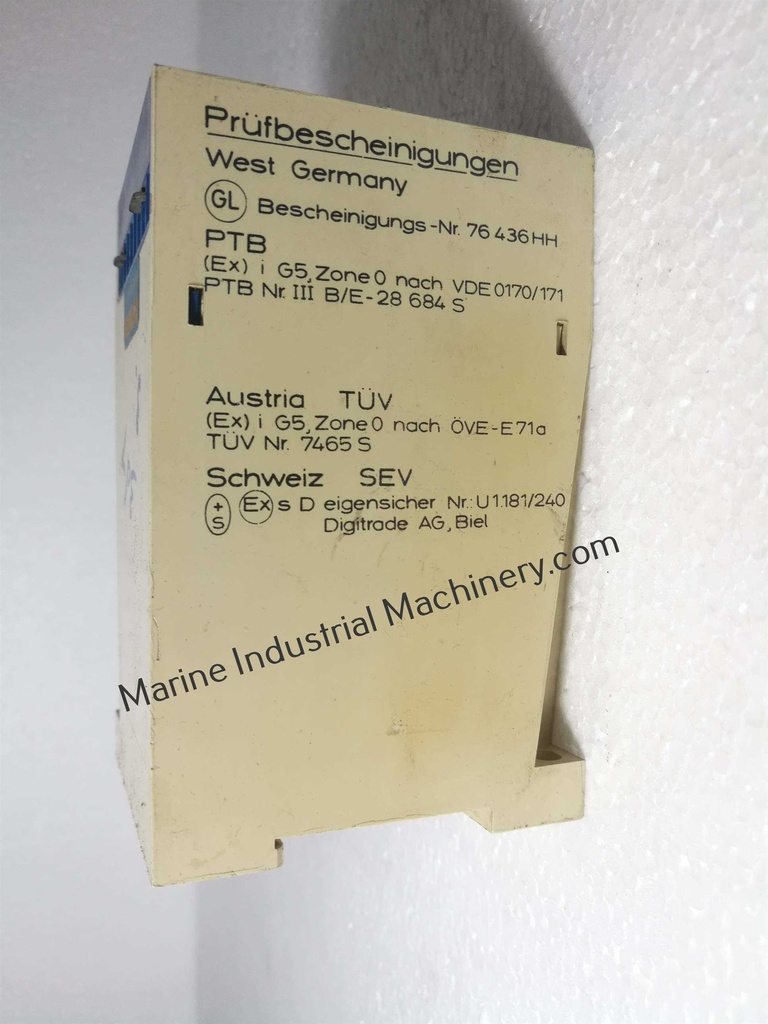 Prüfbescheinigungen
West Germany
GL Bescheinigungs-Nr. 76 436 HH
PTB
(Ex) i G5, Zone 0 nach VDE 0170/171
PTB Nr. III B/E-28 684 S
Austria TÜV
(Ex) i G5, Zone 0 nach ÖVE-E71a
TÜV Nr. 7465 S
Schweiz SEV
+S Ex s D eigensicher Nr.: U1.181/240
Digitrade AG, Biel
Marine Industrial Machinery.com